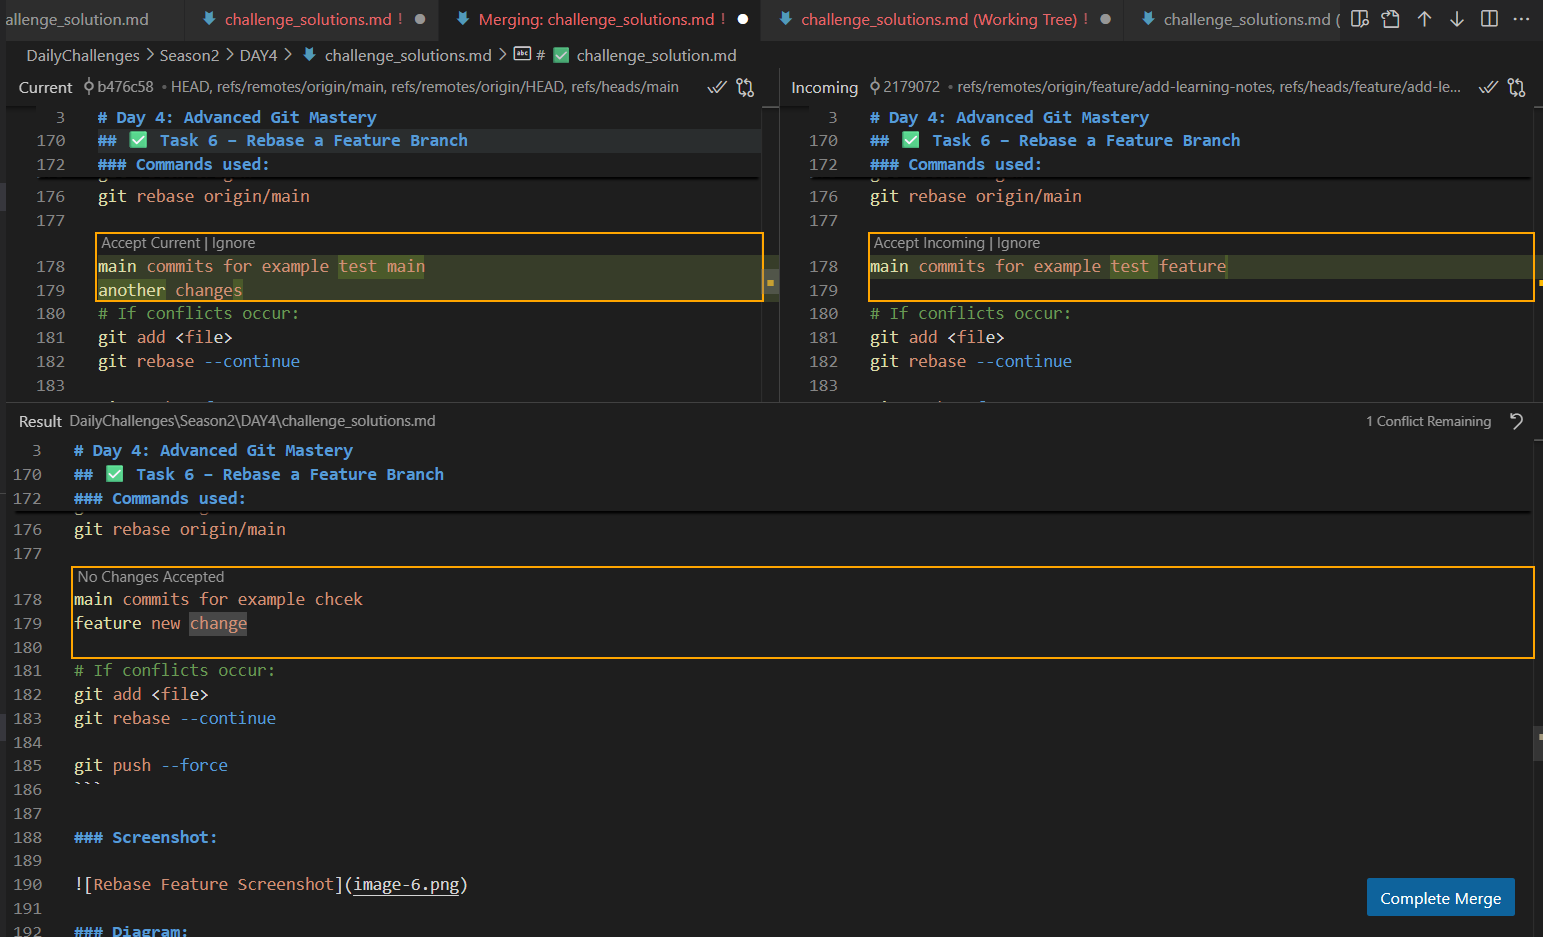 allenge_solution.md
challenge_solutions.md !
Merging: challenge_solutions.md !
challenge_solutions.md (Working Tree) !
challenge_solutions.md (
DailyChallenges > Season2 > DAY4 > challenge_solutions.md > abc # ✅ challenge_solution.md
Current b476c58 • HEAD, refs/remotes/origin/main, refs/remotes/origin/HEAD, refs/heads/main
3 # Day 4: Advanced Git Mastery
170 ## ✅ Task 6 – Rebase a Feature Branch
172 ### Commands used:
176 git rebase origin/main
177
Accept Current | Ignore
178 main commits for example test main
179 another changes
180 # If conflicts occur:
181 git add <file>
182 git rebase --continue
183
Incoming 2179072 • refs/remotes/origin/feature/add-learning-notes, refs/heads/feature/add-le...
3 # Day 4: Advanced Git Mastery
170 ## ✅ Task 6 – Rebase a Feature Branch
172 ### Commands used:
176 git rebase origin/main
177
Accept Incoming | Ignore
178 main commits for example test feature
179
180 # If conflicts occur:
181 git add <file>
182 git rebase --continue
183
Result DailyChallenges\Season2\DAY4\challenge_solutions.md
1 Conflict Remaining
3 # Day 4: Advanced Git Mastery
170 ## ✅ Task 6 – Rebase a Feature Branch
172 ### Commands used:
176 git rebase origin/main
177
No Changes Accepted
178 main commits for example chcek
179 feature new change
180
181 # If conflicts occur:
182 git add <file>
183 git rebase --continue
184
185 git push --force
186 ```
187
188 ### Screenshot:
189
190 ![Rebase Feature Screenshot](image-6.png)
191
192 ### Diagram:
Complete Merge